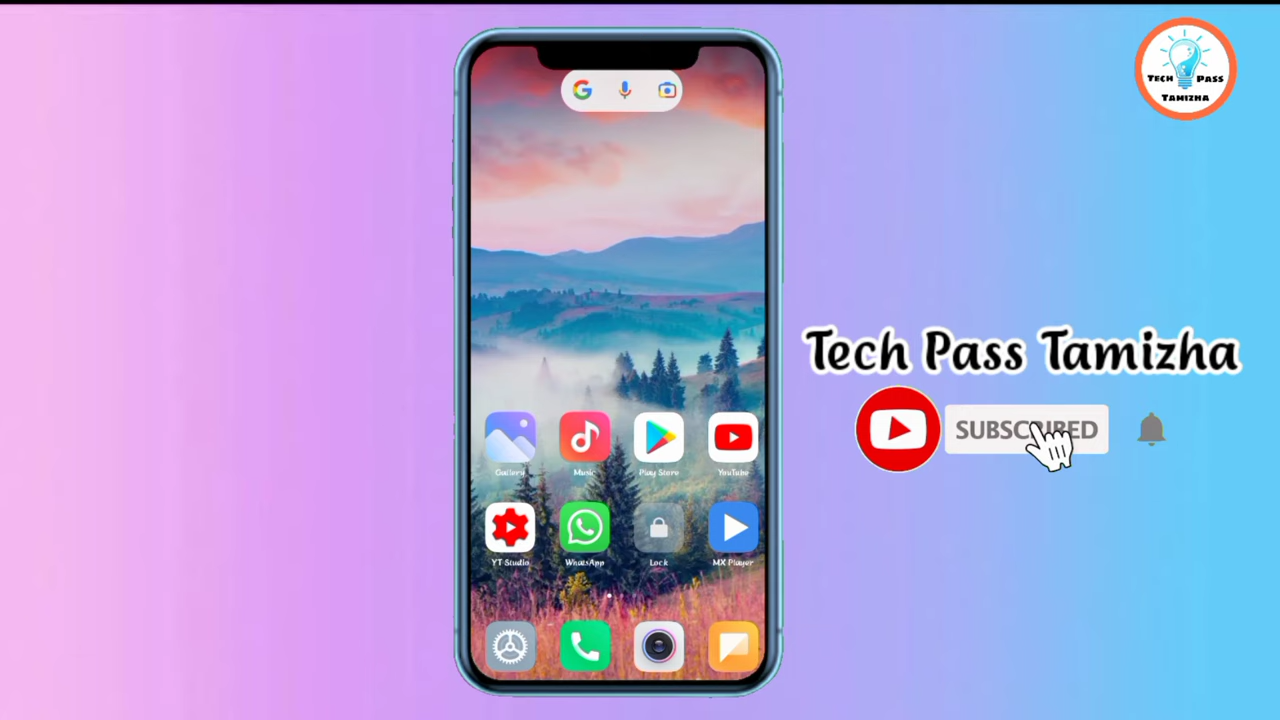 TECH PASS
TAMIZHA
Tech Pass Tamizha
SUBSCRIBED
Gallery Music Play Store YouTube
YT Studio WhatsApp Lock MX Player